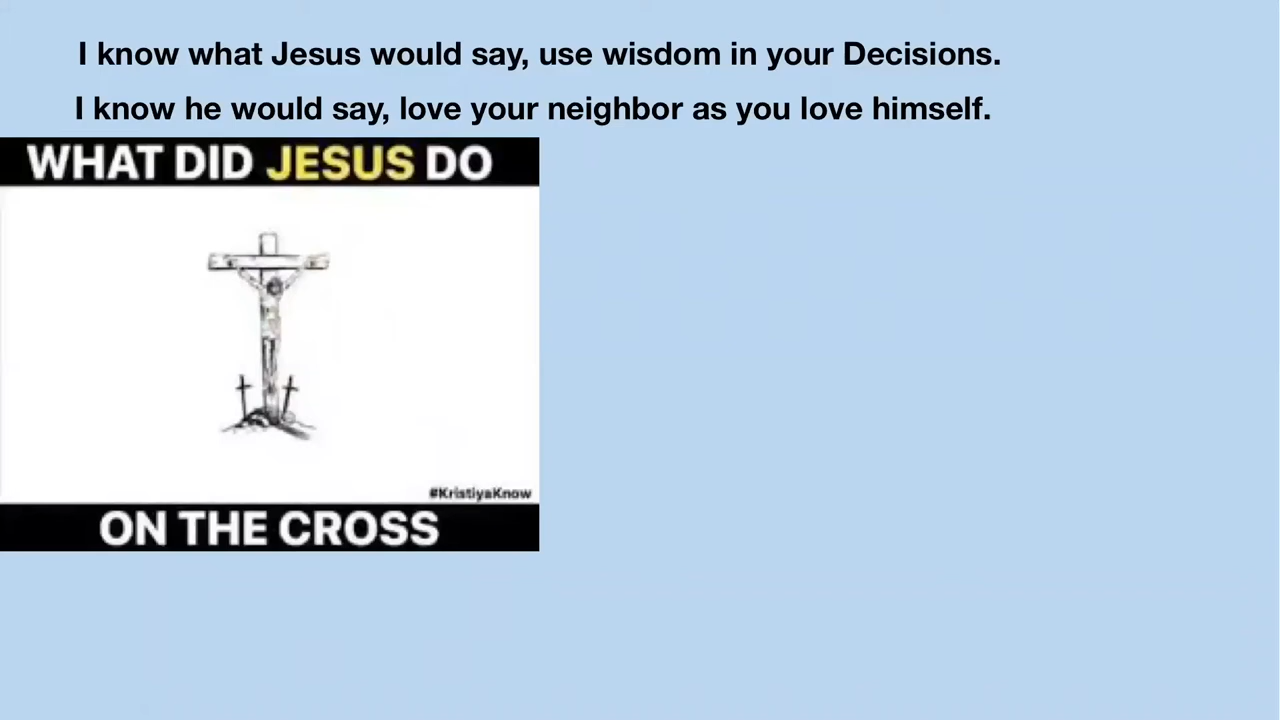 I know what Jesus would say, use wisdom in your Decisions.
I know he would say, love your neighbor as you love himself.
WHAT DID JESUS DO
#KristiyaKnow
ON THE CROSS